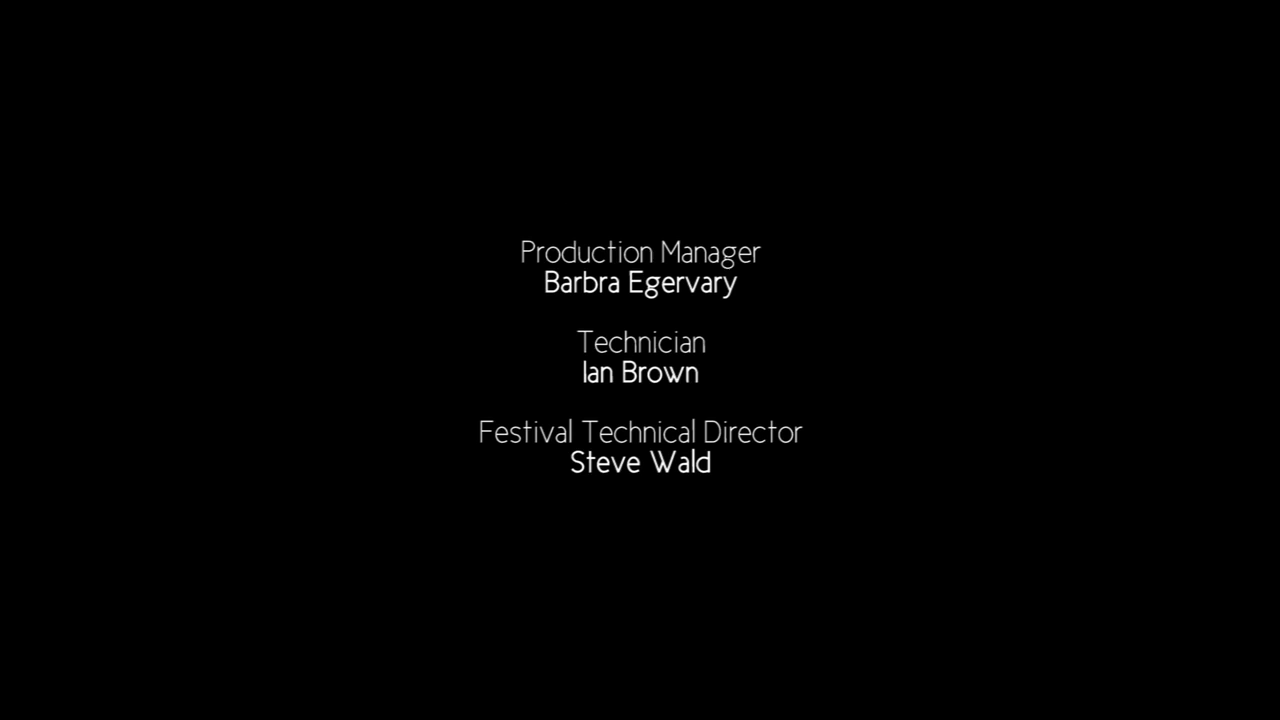 Production Manager
Barbra Egervary
Technician
Ian Brown
Festival Technical Director
Steve Wald